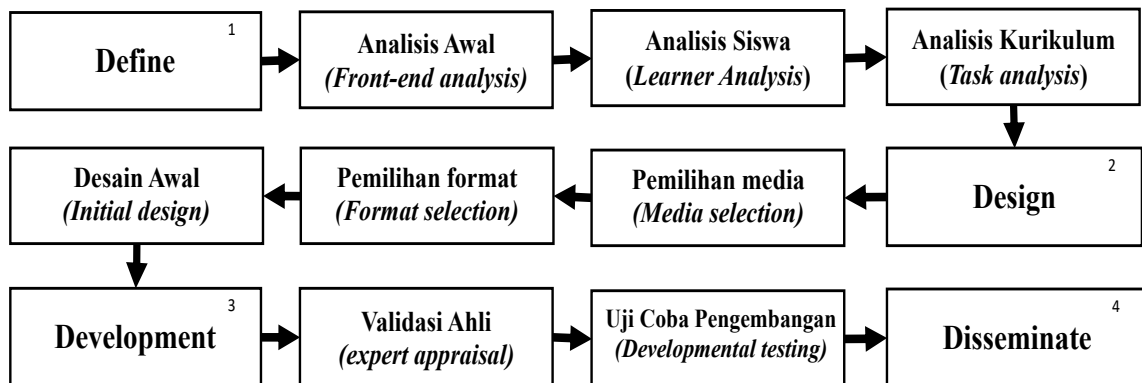 1
Define
Analisis Awal
(Front-end analysis)
Analisis Siswa
(Learner Analysis)
Analisis Kurikulum
(Task analysis)
2
Design
Pemilihan media
(Media selection)
Pemilihan format
(Format selection)
Desain Awal
(Initial design)
3
Development
Validasi Ahli
(expert appraisal)
Uji Coba Pengembangan
(Developmental testing)
4
Disseminate